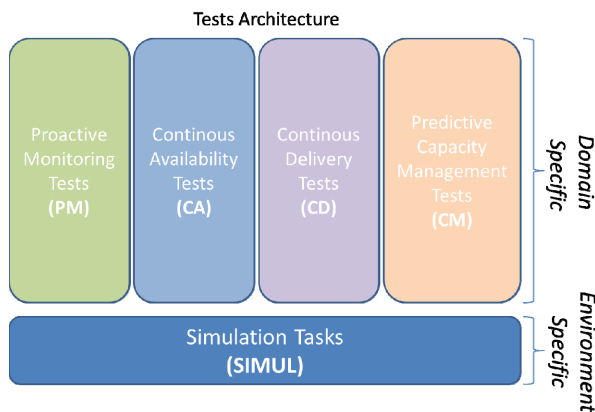 Tests Architecture
Proactive
Monitoring
Tests
(PM)
Continous
Availability
Tests
(CA)
Continous
Delivery
Tests
(CD)
Predictive
Capacity
Management
Tests
(CM)
Domain
Specific
Simulation Tasks
(SIMUL)
Environment
Specific